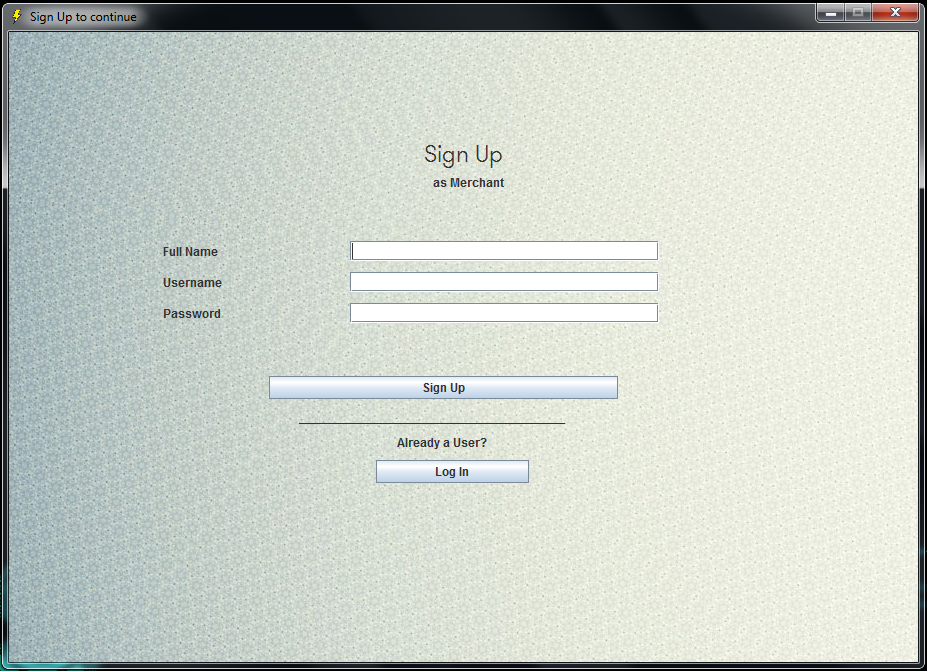 Sign Up to continue
Sign Up
as Merchant
Full Name
Username
Password
Sign Up
Already a User?
Log In